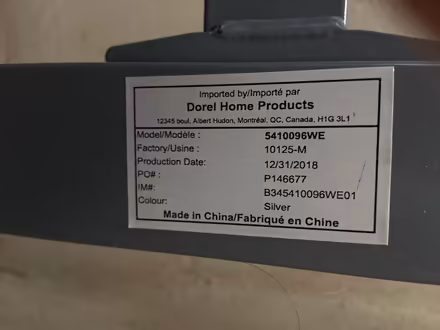 Imported by/Importé par
Dorel Home Products
12345 boul. Albert Hudon, Montréal, QC, Canada, H1G 3L1
Model/Modèle : 5410096WE
Factory/Usine : 10125-M
Production Date: 12/31/2018
PO# : P146677
IM#: B345410096WE01
Colour: Silver
Made in China/Fabriqué en Chine